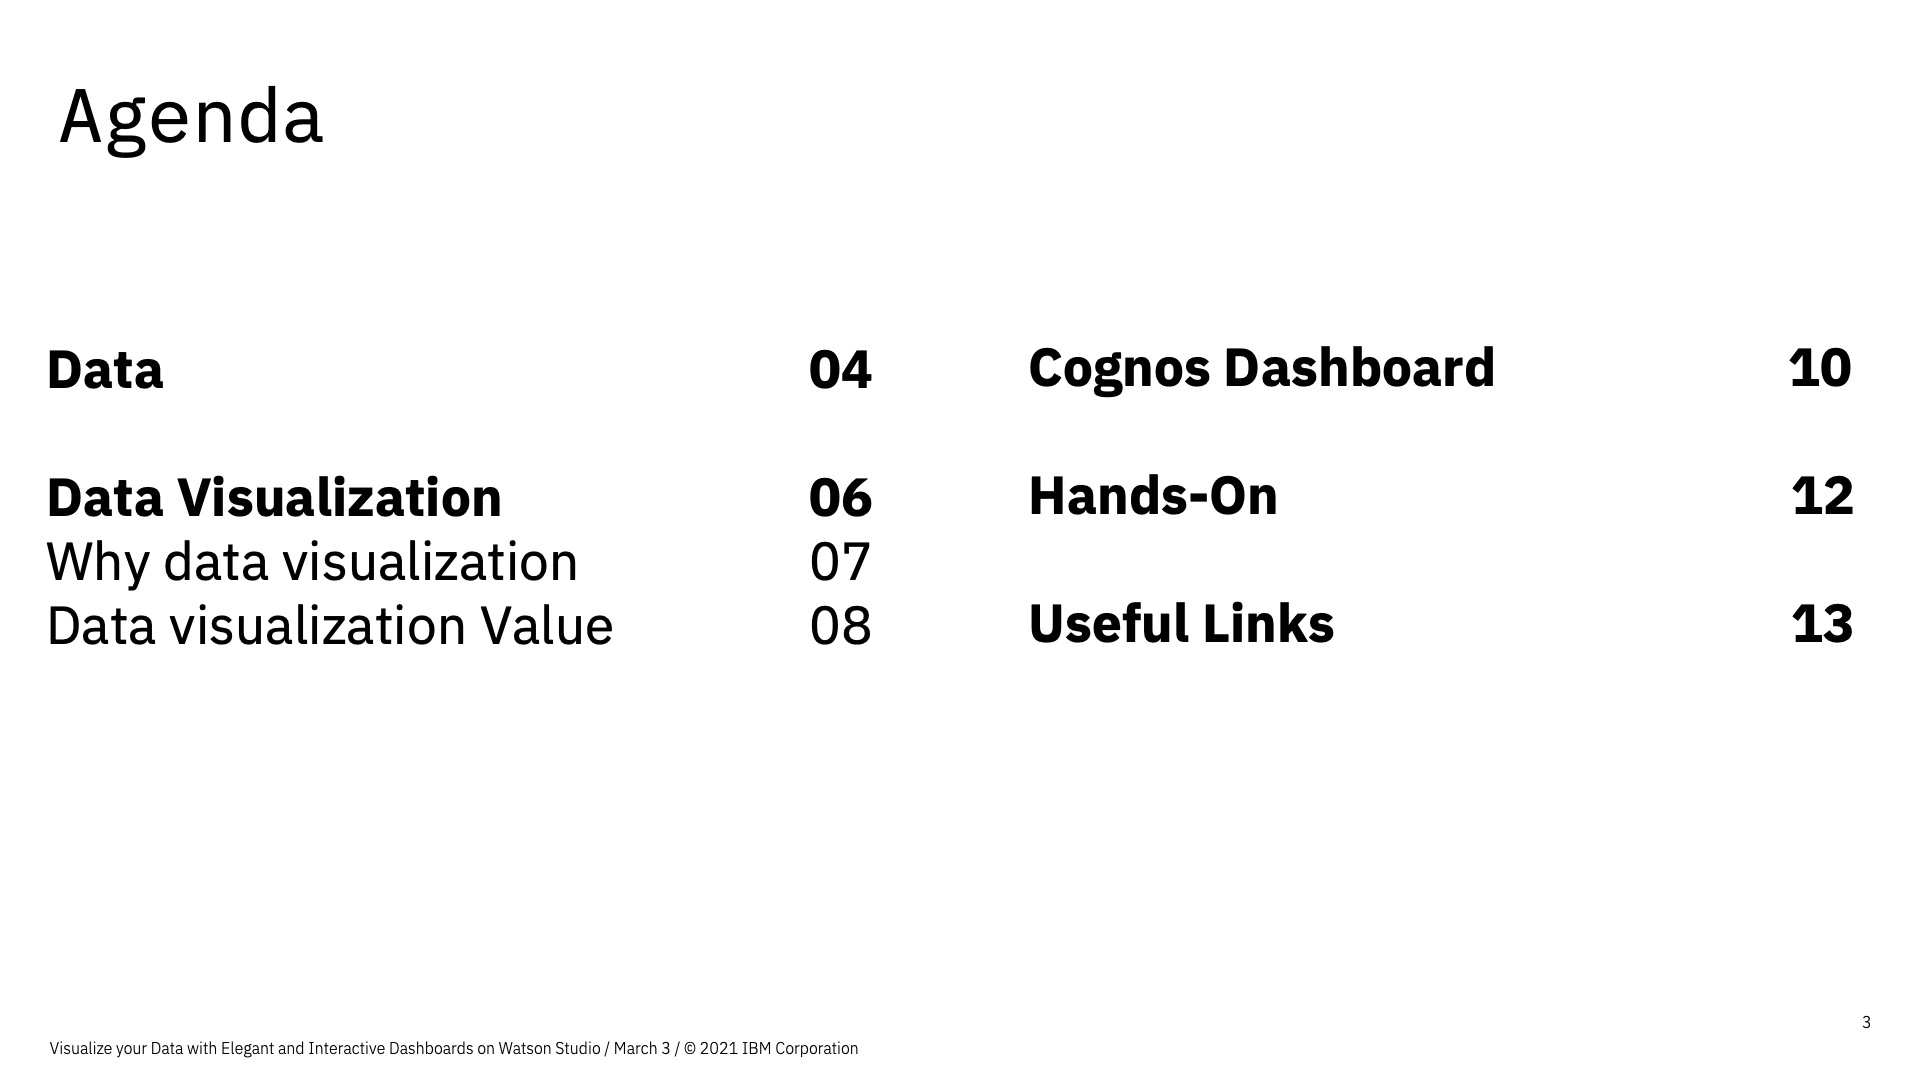 Agenda
Data 04
Data Visualization 06
Why data visualization 07
Data visualization Value 08
Cognos Dashboard 10
Hands-On 12
Useful Links 13
3
Visualize your Data with Elegant and Interactive Dashboards on Watson Studio / March 3 / © 2021 IBM Corporation